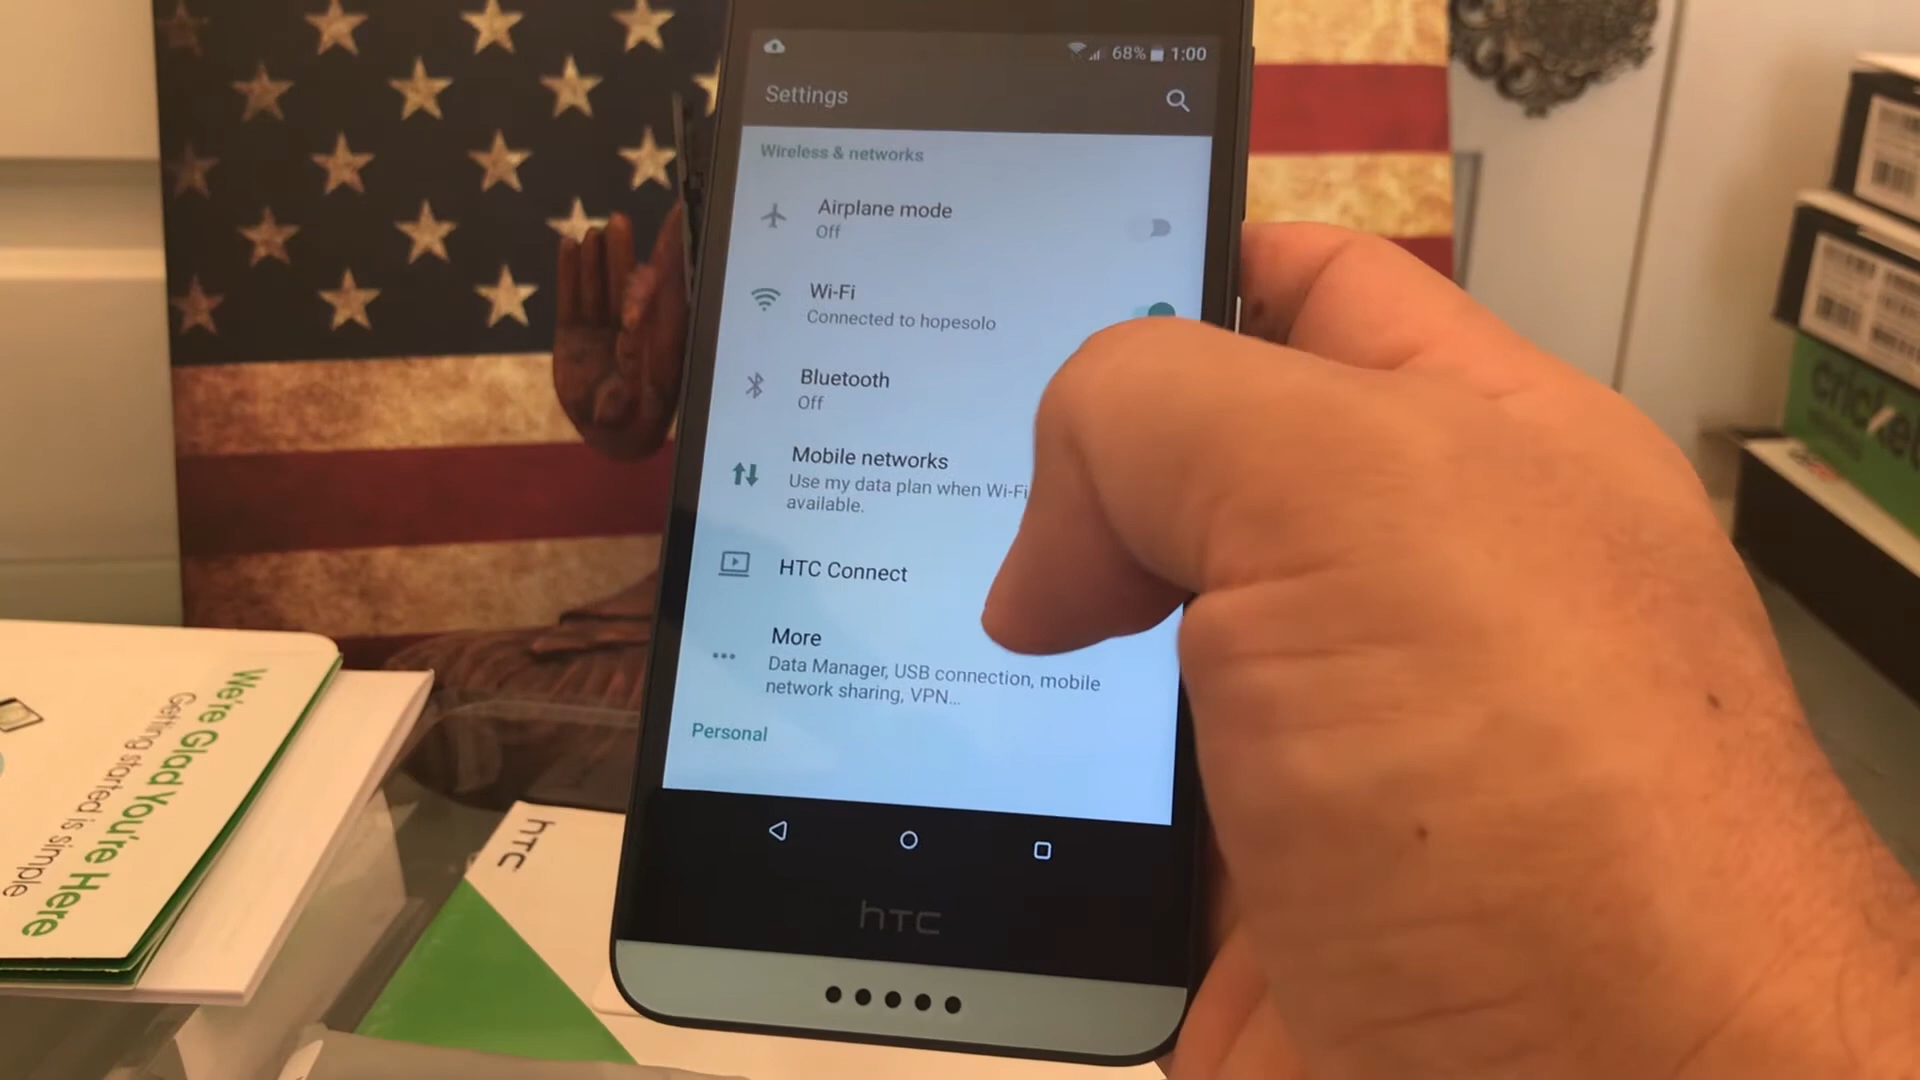 68% 1:00
Settings
Wireless & networks
Airplane mode
Off
Wi-Fi
Connected to hopesolo
Bluetooth
Off
Mobile networks
Use my data plan when Wi-Fi
available.
HTC Connect
More
Data Manager, USB connection, mobile
network sharing, VPN...
Personal
hTC
We're Glad You're Here
Getting started is simple
hTC
cricket